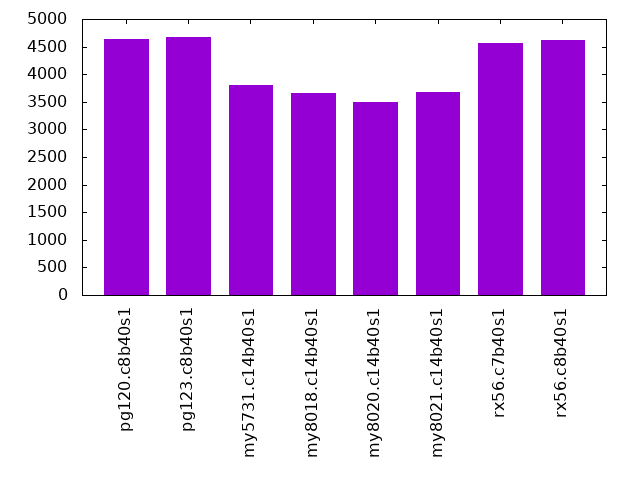 5000
4500
4000
3500
3000
2500
2000
1500
1000
500
0
pg120.c8b40s1
pg123.c8b40s1
my5731.c14b40s1
my8018.c14b40s1
my8020.c14b40s1
my8021.c14b40s1
rx56.c7b40s1
rx56.c8b40s1